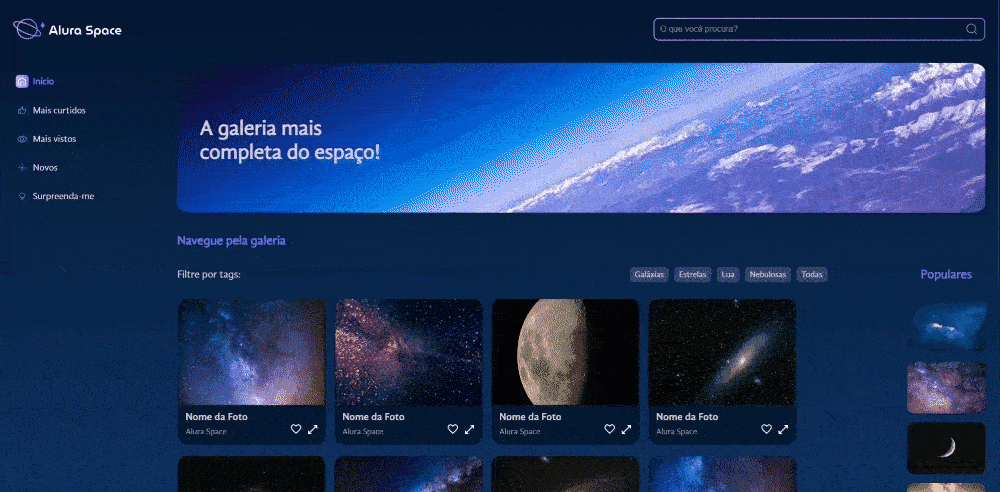 Alura Space
O que você procura?
Início
Mais curtidos
Mais vistos
Novos
Surpreenda-me
A galeria mais
completa do espaço!
Navegue pela galeria
Filtre por tags:
Galáxias
Estrelas
Lua
Nebulosas
Todas
Populares
Nome da Foto
Alura Space
Nome da Foto
Alura Space
Nome da Foto
Alura Space
Nome da Foto
Alura Space